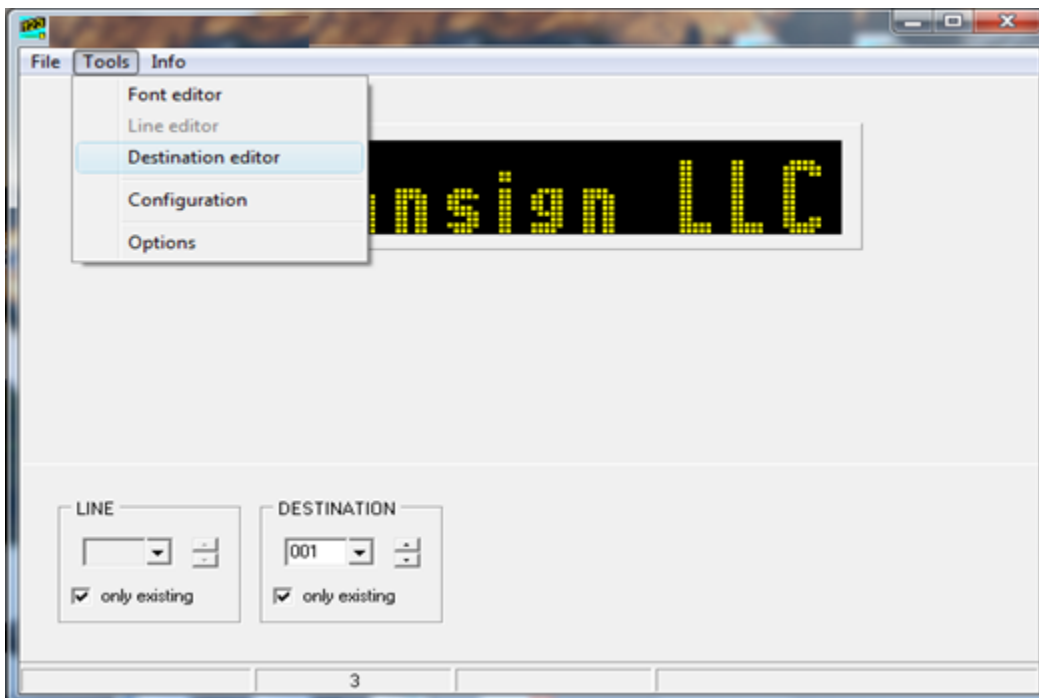 File Tools Info
Font editor
Line editor
Destination editor
Configuration
Options
nsign LLC
LINE
DESTINATION
001
only existing
only existing
3